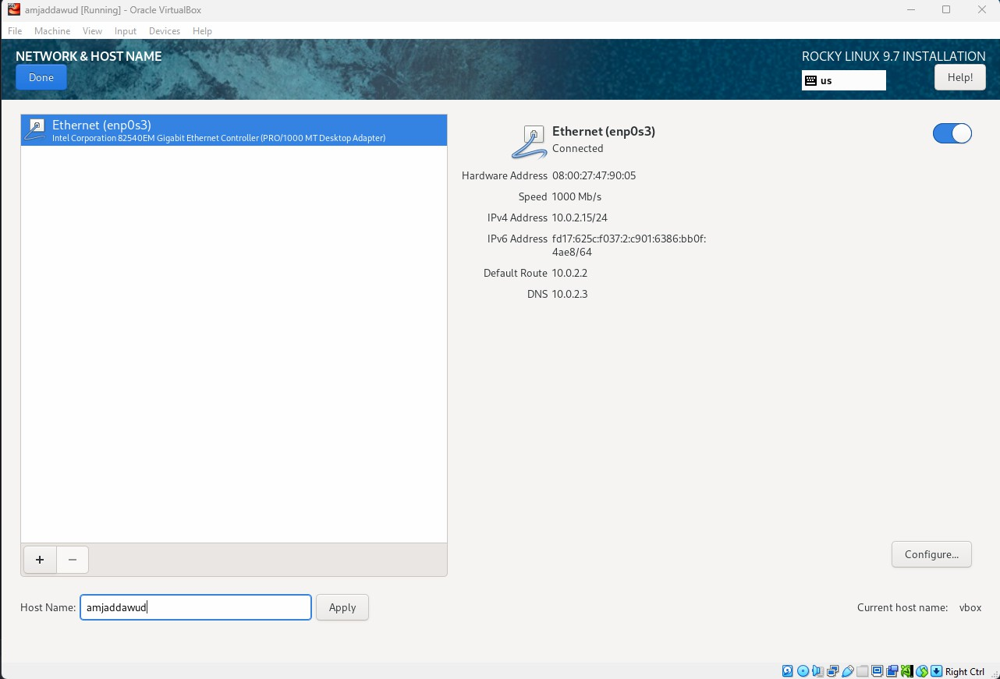 amjaddawud [Running] - Oracle VirtualBox
File Machine View Input Devices Help
NETWORK & HOST NAME
ROCKY LINUX 9.7 INSTALLATION
Done
us
Help!
Ethernet (enp0s3)
Intel Corporation 82540EM Gigabit Ethernet Controller (PRO/1000 MT Desktop Adapter)
Ethernet (enp0s3)
Connected
Hardware Address 08:00:27:47:90:05
Speed 1000 Mb/s
IPv4 Address 10.0.2.15/24
IPv6 Address fd17:625c:f037:2:c901:6386:bb0f:
4ae8/64
Default Route 10.0.2.2
DNS 10.0.2.3
+ −
Configure...
Host Name: amjaddawud Apply
Current host name: vbox
Right Ctrl